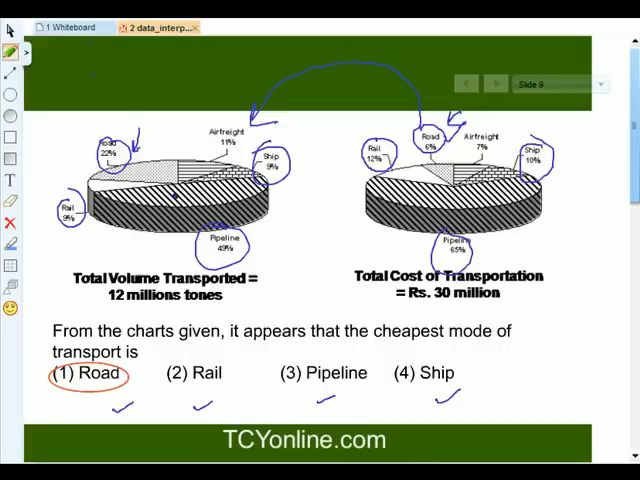 1 Whiteboard
2 data_interp...
Slide 9
Road
22%
Airfreight
11%
Ship
9%
Rail
9%
Pipeline
49%
Total Volume Transported =
12 millions tones
Rail
12%
Road
6%
Airfreight
7%
Ship
10%
Pipeline
65%
Total Cost of Transportation
= Rs. 30 million
From the charts given, it appears that the cheapest mode of
transport is
(1) Road (2) Rail (3) Pipeline (4) Ship
TCYonline.com